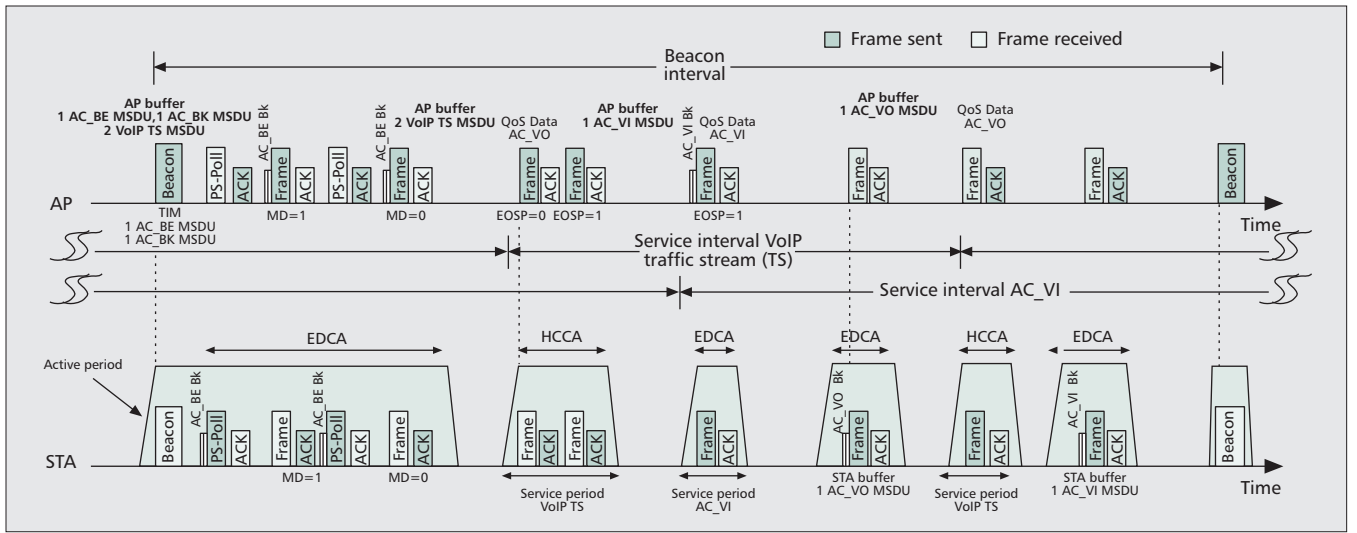 Frame sent
Frame received
Beacon
interval
AP buffer
1 AC_BE MSDU,1 AC_BK MSDU
2 VoIP TS MSDU
AC_BE Bk
AC_BE Bk
AP buffer
2 VoIP TS MSDU
QoS Data
AC_VO
AP buffer
1 AC_VI MSDU
AC_VI Bk
QoS Data
AC_VI
AP buffer
1 AC_VO MSDU
QoS Data
AC_VO
AP
Beacon
PS-Poll
ACK
Frame
ACK
PS-Poll
ACK
Frame
ACK
Frame
ACK
Frame
ACK
Frame
ACK
Frame
ACK
Frame
ACK
Frame
ACK
Beacon
Time
TIM
1 AC_BE MSDU
1 AC_BK MSDU
MD=1
MD=0
EOSP=0
EOSP=1
EOSP=1
Service interval VoIP
traffic stream (TS)
Service interval AC_VI
Active period
EDCA
HCCA
EDCA
EDCA
HCCA
EDCA
STA
Beacon
AC_BE Bk
PS-Poll
ACK
Frame
ACK
AC_BE Bk
PS-Poll
ACK
Frame
ACK
Frame
ACK
Frame
ACK
Frame
ACK
AC_VO Bk
Frame
ACK
Frame
ACK
AC_VI Bk
Frame
ACK
Beacon
Time
MD=1
MD=0
Service period
VoIP TS
Service period
AC_VI
STA buffer
1 AC_VO MSDU
Service period
VoIP TS
STA buffer
1 AC_VI MSDU